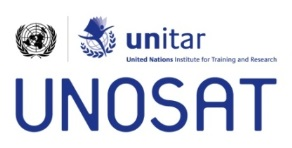 unitar
United Nations Institute for Training and Research
UNOSAT